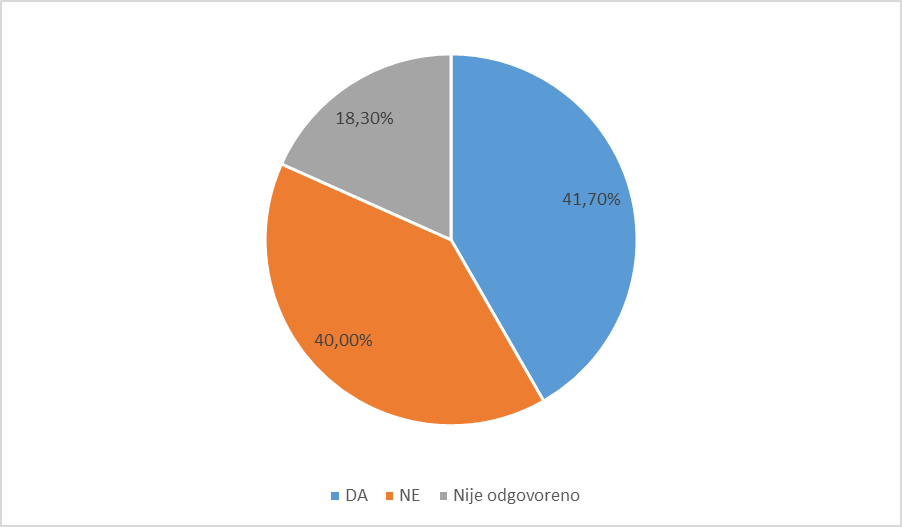 18,30%
41,70%
40,00%
DA NE Nije odgovoreno